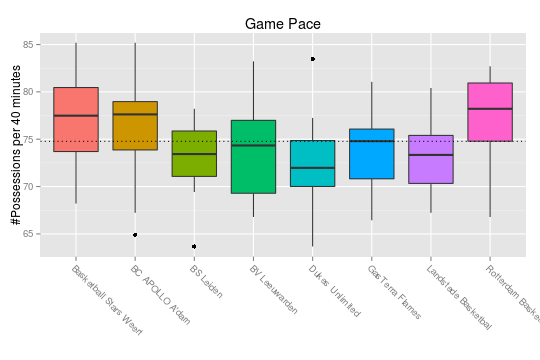 Game Pace
#Possessions per 40 minutes
85
80
75
70
65
Basketball Stars Weert
BC APOLLO A'dam
BS Leiden
BV Leeuwarden
Dukes Unlimited
GasTerra Flames
Landstede Basketbal
Rotterdam Baske